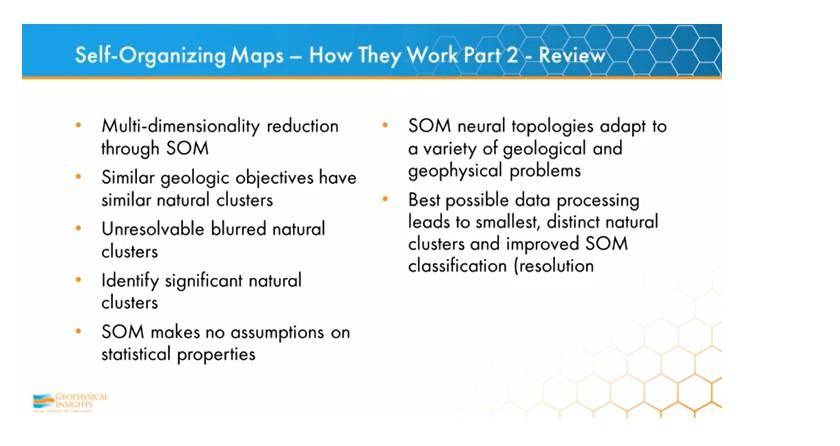 Self-Organizing Maps – How They Work Part 2 - Review
• Multi-dimensionality reduction
through SOM
• Similar geologic objectives have
similar natural clusters
• Unresolvable blurred natural
clusters
• Identify significant natural
clusters
• SOM makes no assumptions on
statistical properties
• SOM neural topologies adapt to
a variety of geological and
geophysical problems
• Best possible data processing
leads to smallest, distinct natural
clusters and improved SOM
classification (resolution
GEOPHYSICAL
INSIGHTS